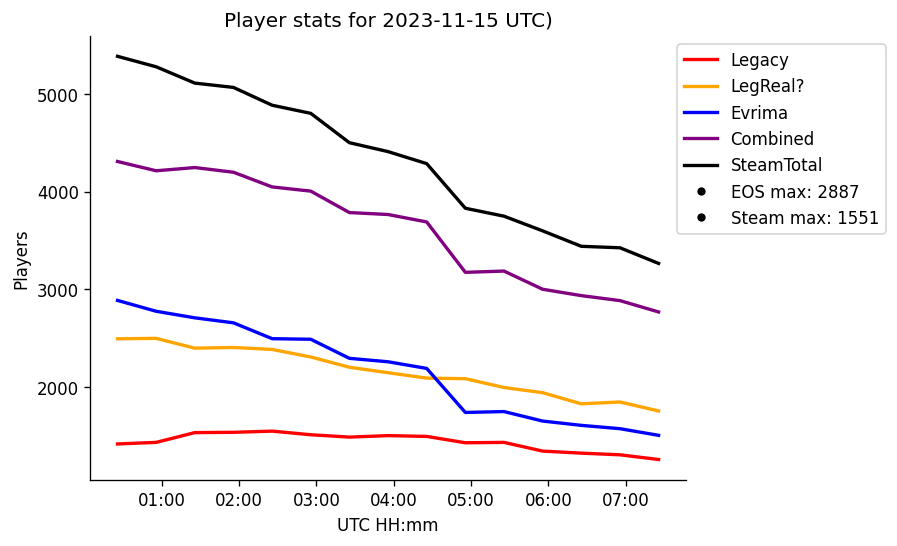 Player stats for 2023-11-15 UTC)
Legacy
LegReal?
Evrima
Combined
SteamTotal
EOS max: 2887
Steam max: 1551
5000
4000
3000
2000
Players
01:00 02:00 03:00 04:00 05:00 06:00 07:00
UTC HH:mm